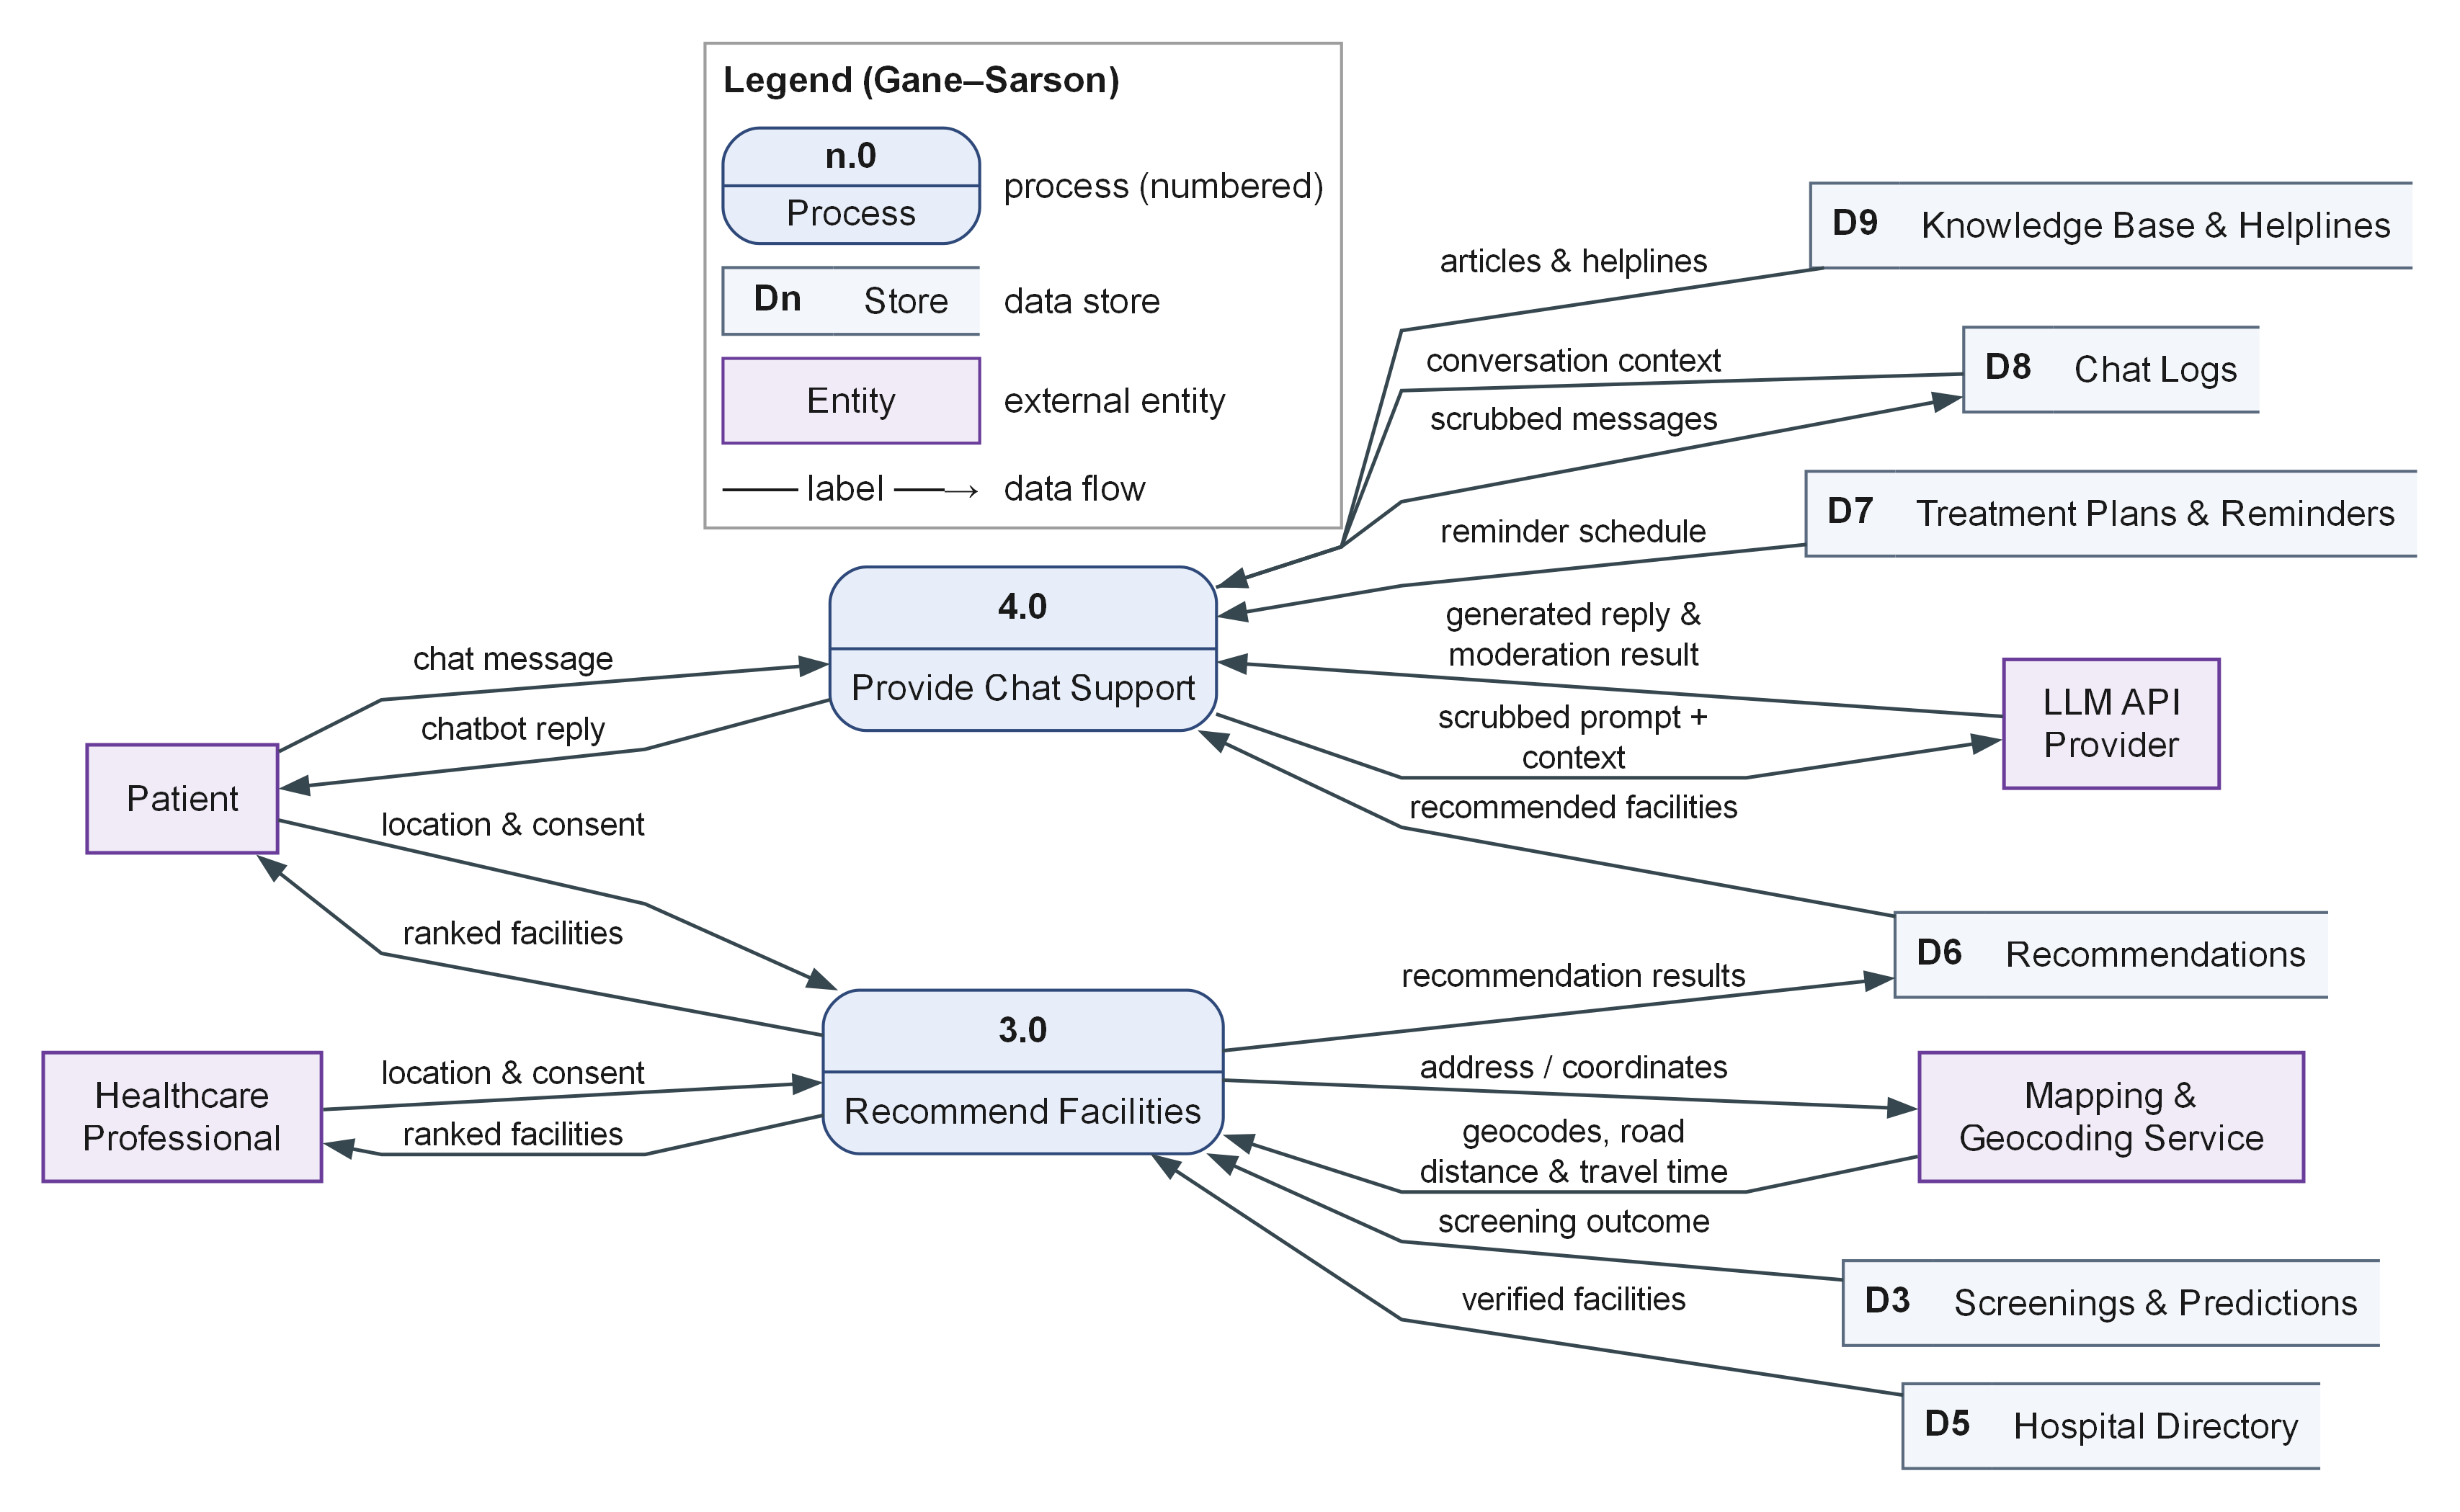 Legend (Gane–Sarson)
n.0
Process
process (numbered)
Dn Store
data store
Entity
external entity
label
data flow
D9 Knowledge Base & Helplines
articles & helplines
conversation context
D8 Chat Logs
scrubbed messages
D7 Treatment Plans & Reminders
reminder schedule
4.0
Provide Chat Support
generated reply &
moderation result
LLM API
Provider
scrubbed prompt +
context
chat message
chatbot reply
Patient
location & consent
recommended facilities
ranked facilities
D6 Recommendations
recommendation results
3.0
Recommend Facilities
Healthcare
Professional
location & consent
ranked facilities
address / coordinates
Mapping &
Geocoding Service
geocodes, road
distance & travel time
screening outcome
D3 Screenings & Predictions
verified facilities
D5 Hospital Directory